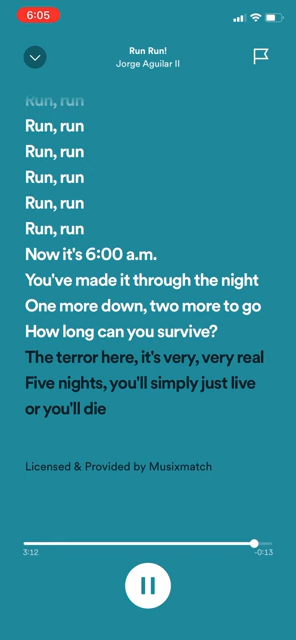 6:05
Run Run!
Jorge Aguilar II
Run, run
Run, run
Run, run
Run, run
Run, run
Run, run
Now it's 6:00 a.m.
You've made it through the night
One more down, two more to go
How long can you survive?
The terror here, it's very, very real
Five nights, you'll simply just live
or you'll die
Licensed & Provided by Musixmatch
3:12
-0:13